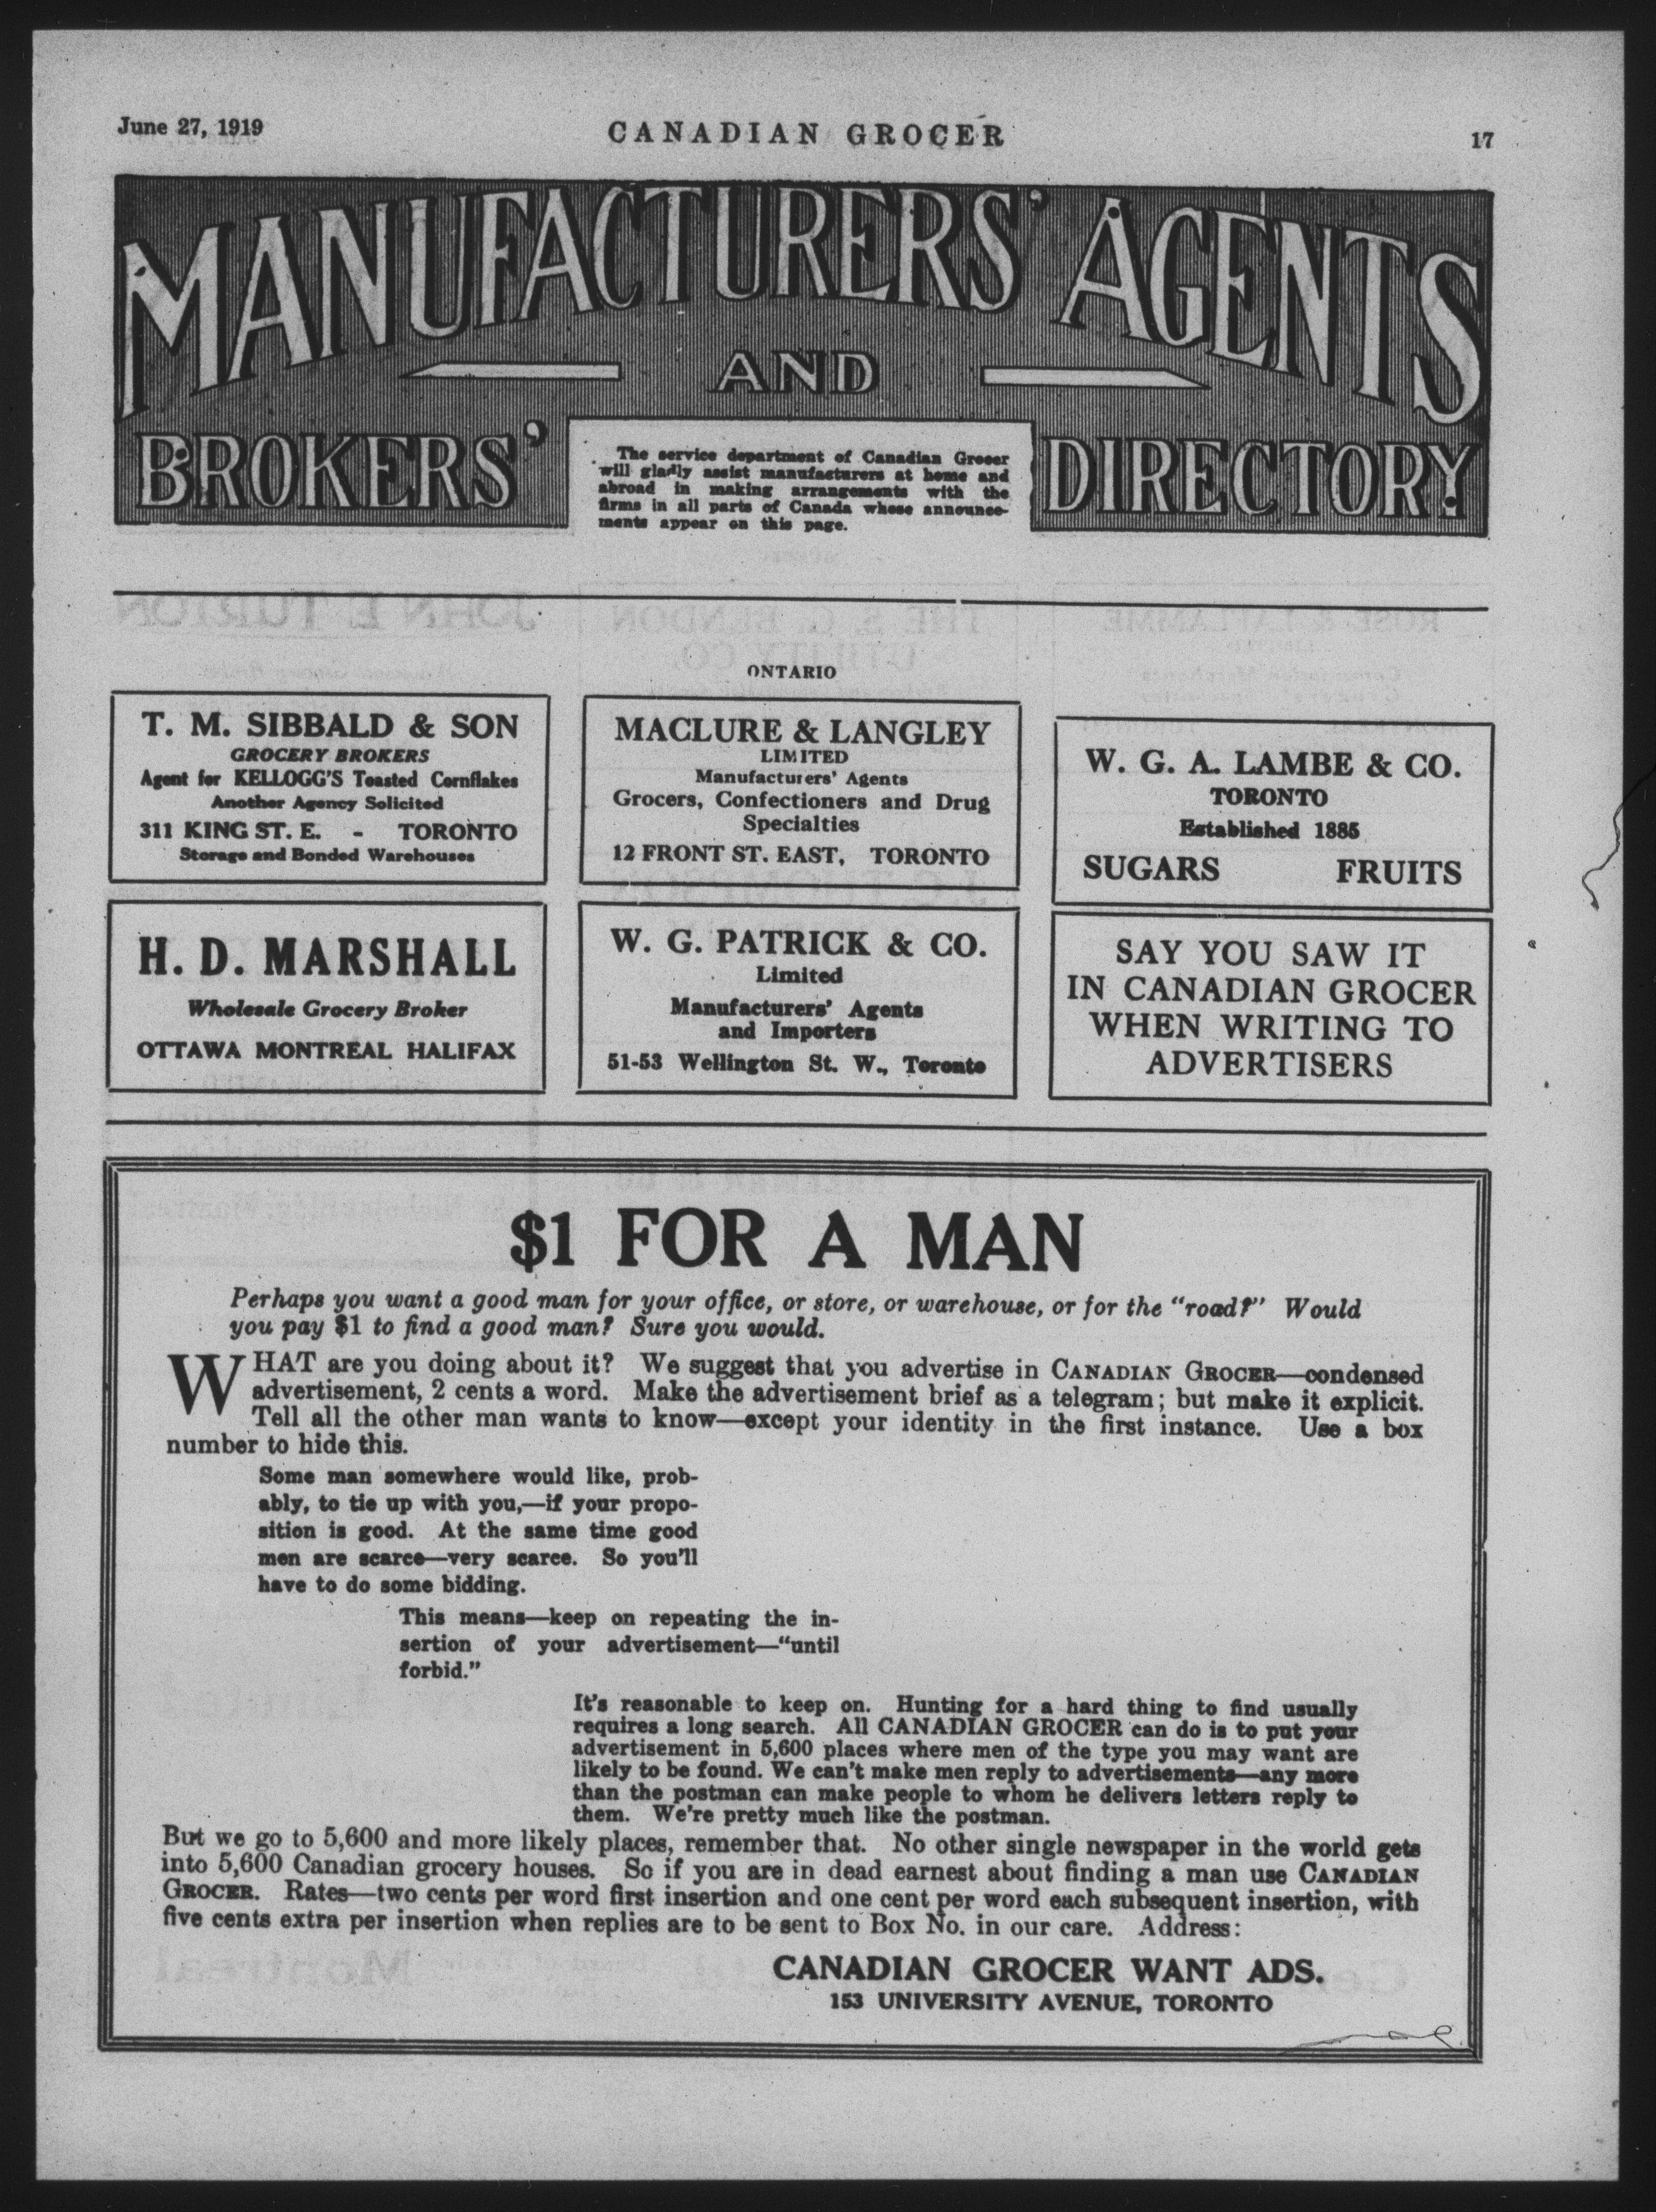 June 27, 1919
CANADIAN GROCER
17
MANUFACTURERS' AGENTS
AND
BROKERS'
DIRECTORY
The service department of Canadian Grocer
will gladly assist manufacturers at home and
abroad in making arrangements with the
firms in all parts of Canada whose announce-
ments appear on this page.
ONTARIO
T. M. SIBBALD & SON
GROCERY BROKERS
Agent for KELLOGG'S Toasted Cornflakes
Another Agency Solicited
311 KING ST. E. - TORONTO
Storage and Bonded Warehouses
MACLURE & LANGLEY
LIMITED
Manufacturers' Agents
Grocers, Confectioners and Drug
Specialties
12 FRONT ST. EAST, TORONTO
W. G. A. LAMBE & CO.
TORONTO
Established 1885
SUGARS FRUITS
H. D. MARSHALL
Wholesale Grocery Broker
OTTAWA MONTREAL HALIFAX
W. G. PATRICK & CO.
Limited
Manufacturers' Agents
and Importers
51-53 Wellington St. W., Toronto
SAY YOU SAW IT
IN CANADIAN GROCER
WHEN WRITING TO
ADVERTISERS
$1 FOR A MAN
Perhaps you want a good man for your office, or store, or warehouse, or for the "road?" Would
you pay $1 to find a good man? Sure you would.
WHAT are you doing about it? We suggest that you advertise in CANADIAN GROCER—condensed
advertisement, 2 cents a word. Make the advertisement brief as a telegram; but make it explicit.
Tell all the other man wants to know—except your identity in the first instance. Use a box
number to hide this.
Some man somewhere would like, prob-
ably, to tie up with you,—if your propo-
sition is good. At the same time good
men are scarce—very scarce. So you'll
have to do some bidding.
This means—keep on repeating the in-
sertion of your advertisement—"until
forbid."
It's reasonable to keep on. Hunting for a hard thing to find usually
requires a long search. All CANADIAN GROCER can do is to put your
advertisement in 5,600 places where men of the type you may want are
likely to be found. We can't make men reply to advertisements—any more
than the postman can make people to whom he delivers letters reply to
them. We're pretty much like the postman.
But we go to 5,600 and more likely places, remember that. No other single newspaper in the world gets
into 5,600 Canadian grocery houses. So if you are in dead earnest about finding a man use CANADIAN
GROCER. Rates—two cents per word first insertion and one cent per word each subsequent insertion, with
five cents extra per insertion when replies are to be sent to Box No. in our care. Address:
CANADIAN GROCER WANT ADS.
153 UNIVERSITY AVENUE, TORONTO